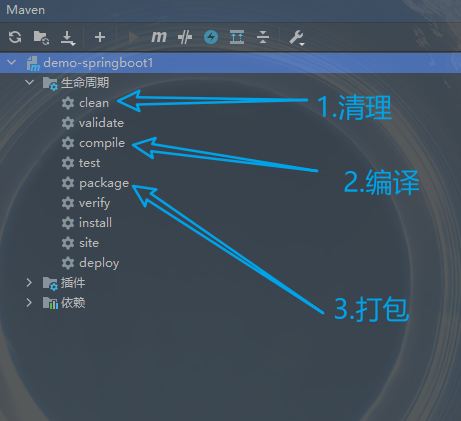 Maven
demo-springboot1
生命周期
clean
1.清理
validate
compile
2.编译
test
package
verify
install
3.打包
site
deploy
插件
依赖